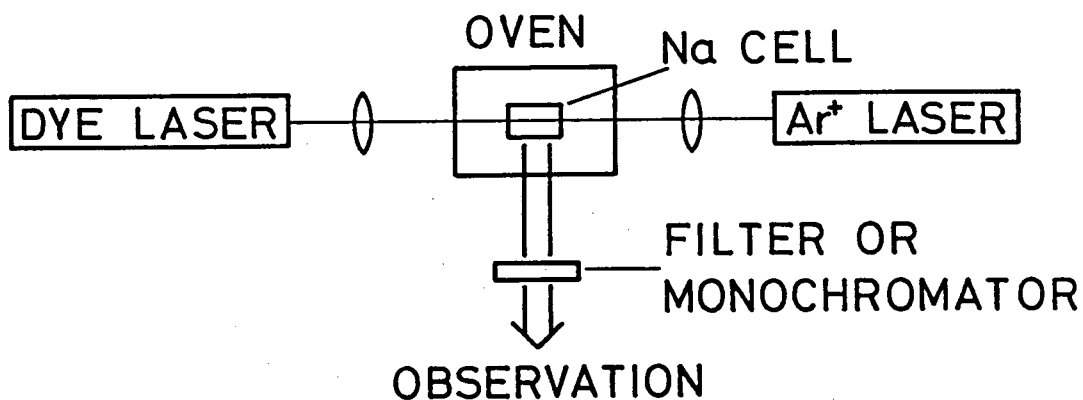 OVEN
Na CELL
DYE LASER
Ar⁺ LASER
FILTER OR
MONOCHROMATOR
OBSERVATION